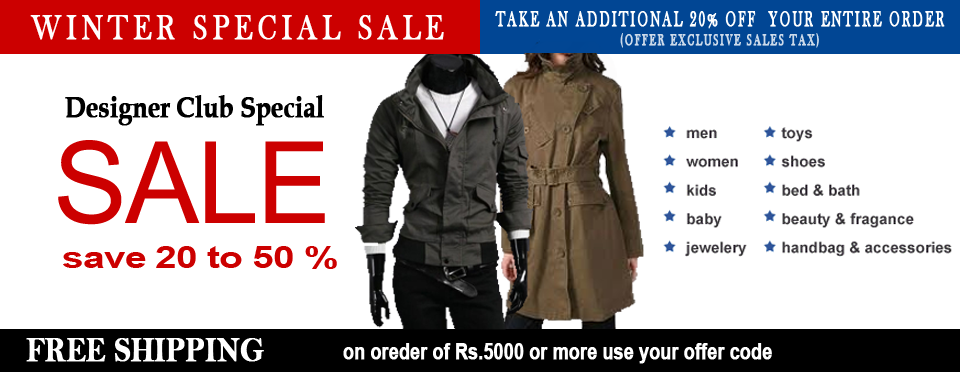 WINTER SPECIAL SALE
TAKE AN ADDITIONAL 20% OFF YOUR ENTIRE ORDER
(OFFER EXCLUSIVE SALES TAX)
Designer Club Special
SALE
save 20 to 50 %
men
women
kids
baby
jewelery
toys
shoes
bed & bath
beauty & fragance
handbag & accessories
FREE SHIPPING
on oreder of Rs.5000 or more use your offer code